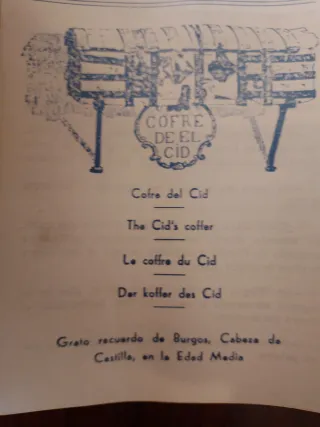 COFRE
DE EL
CID
Cofre del Cid
The Cid's coffer
Le coffre du Cid
Der koffer des Cid
Grato recuerdo de Burgos, Cabeza de
Castilla, en la Edad Media